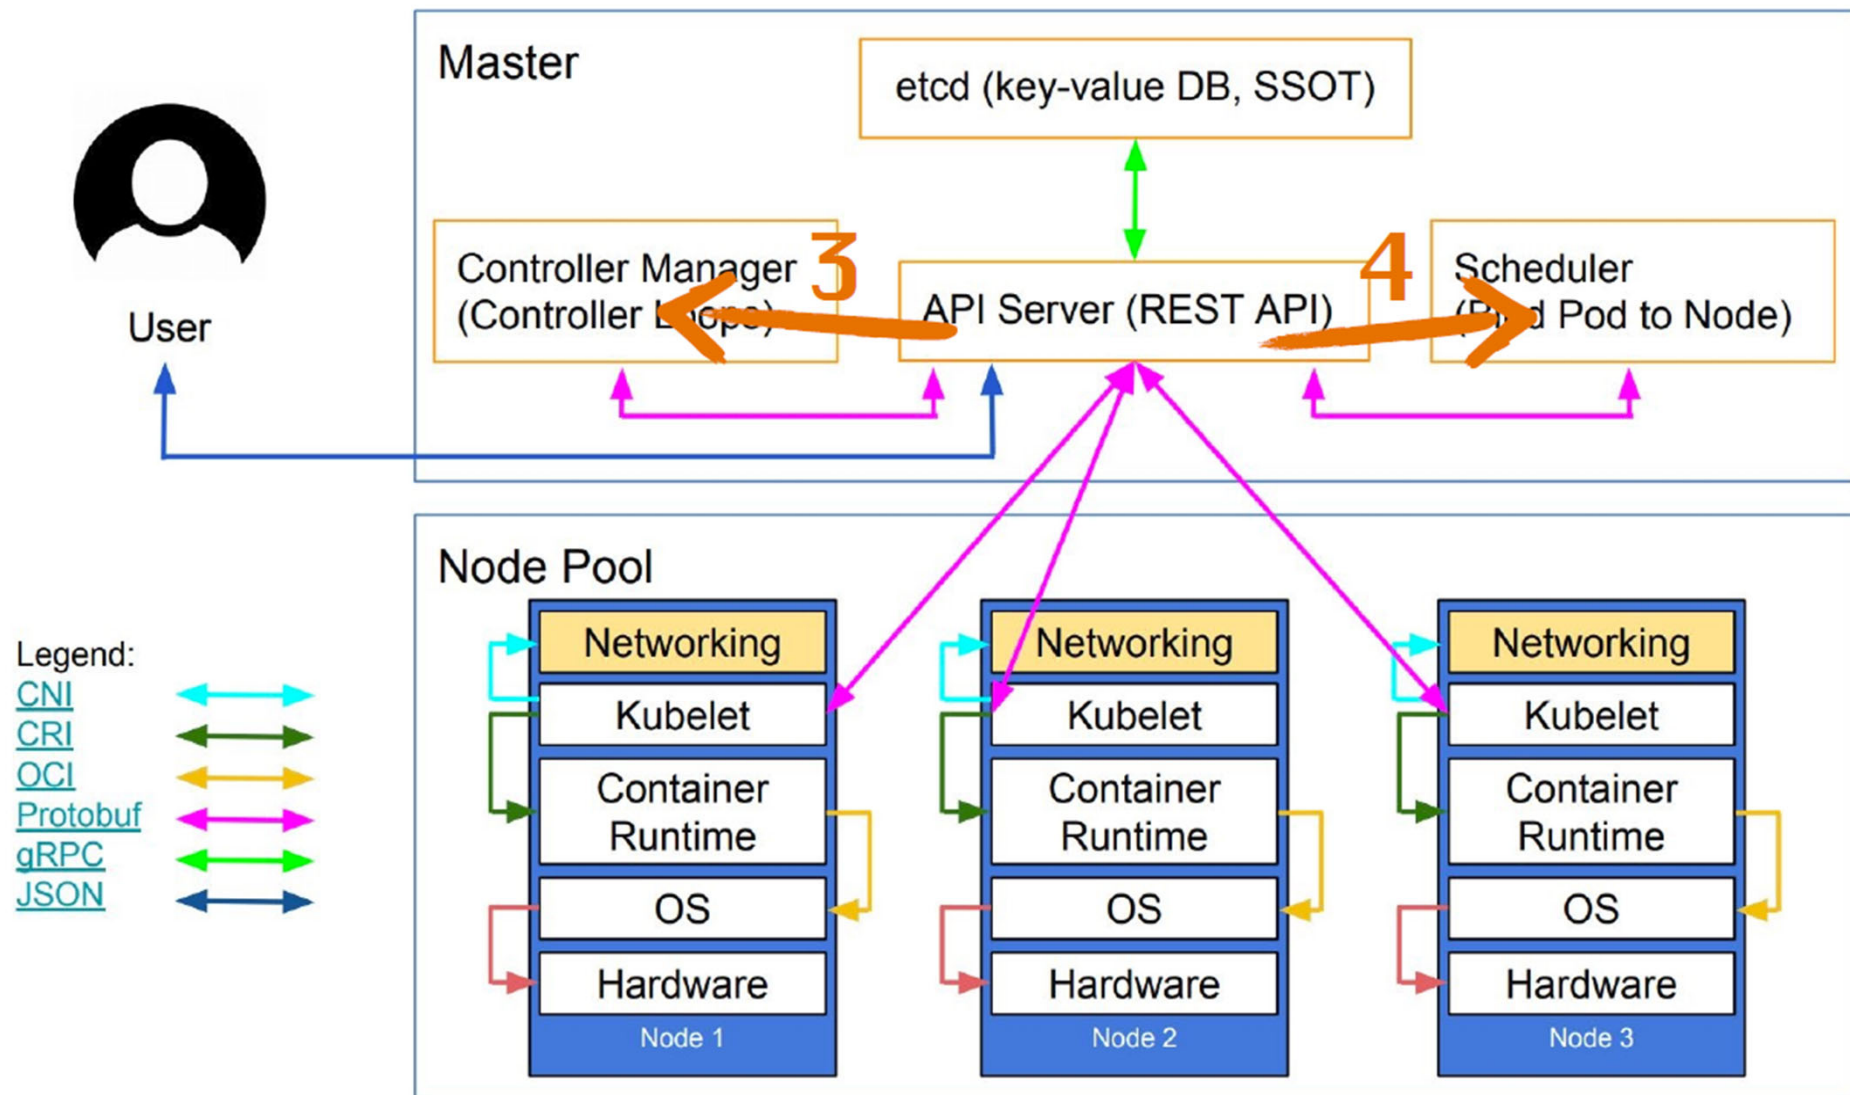 Master
etcd (key-value DB, SSOT)
User
Controller Manager
(Controller Loops)
3
API Server (REST API)
4
Scheduler
Pod to Node)
Node Pool
Legend:
CNI
CRI
OCI
Protobuf
gRPC
JSON
Networking
Kubelet
Container
Runtime
OS
Hardware
Node 1
Networking
Kubelet
Container
Runtime
OS
Hardware
Node 2
Networking
Kubelet
Container
Runtime
OS
Hardware
Node 3